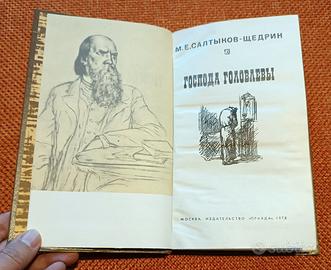 М. Е. САЛТЫКОВ-ЩЕДРИН
ГОСПОДА ГОЛОВЛЕВЫ
МОСКВА ИЗДАТЕЛЬСТВО «ПРАВДА» 1978